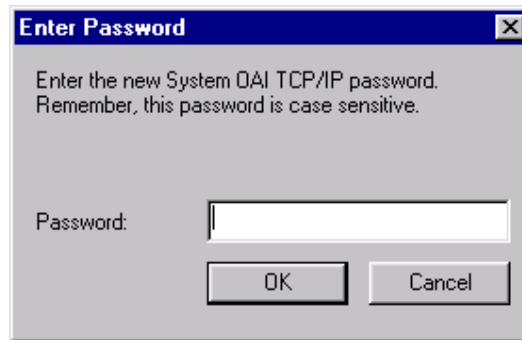 Enter Password
Enter the new System OAI TCP/IP password.
Remember, this password is case sensitive.
Password:
OK Cancel